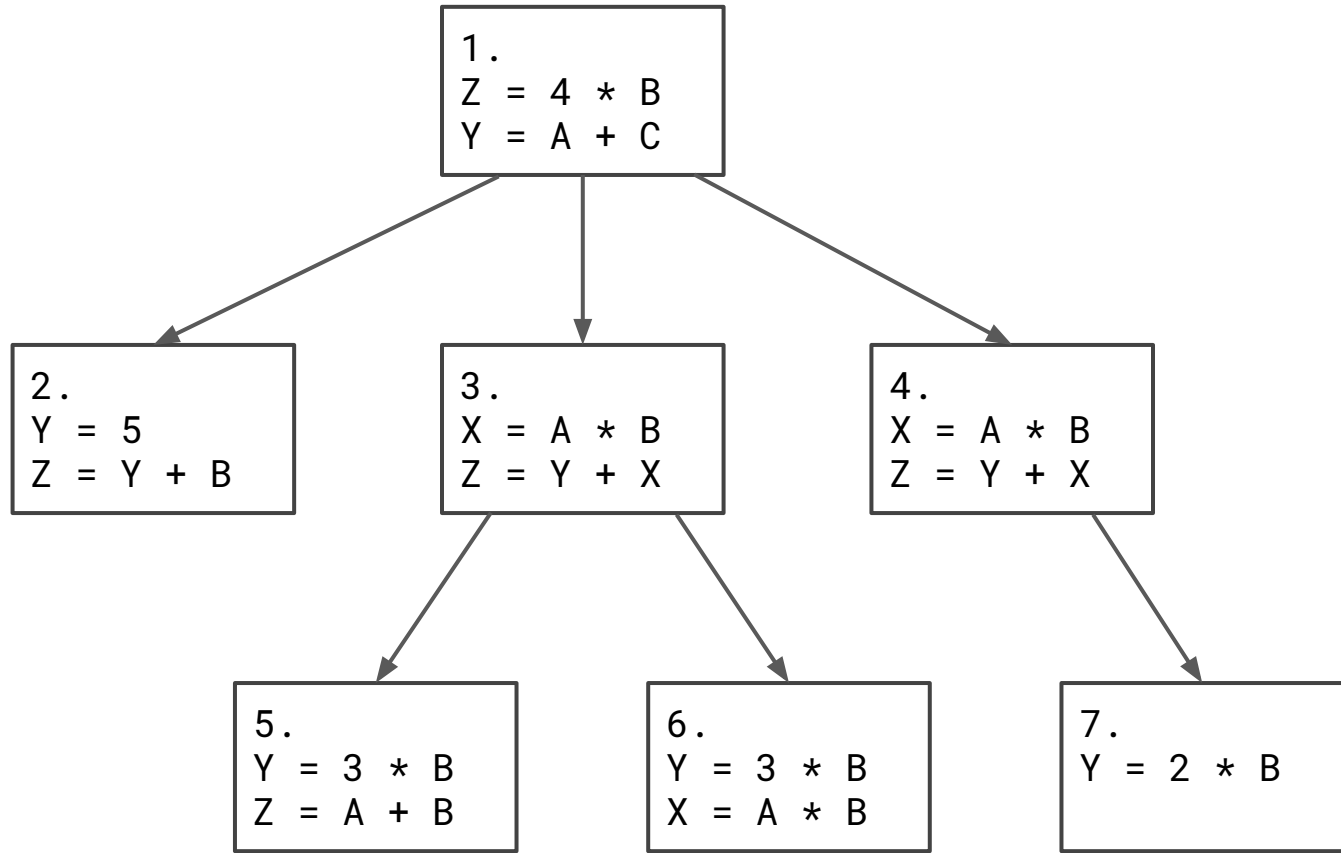 1.
Z = 4 * B
Y = A + C
2.
Y = 5
Z = Y + B
3.
X = A * B
Z = Y + X
4.
X = A * B
Z = Y + X
5.
Y = 3 * B
Z = A + B
6.
Y = 3 * B
X = A * B
7.
Y = 2 * B